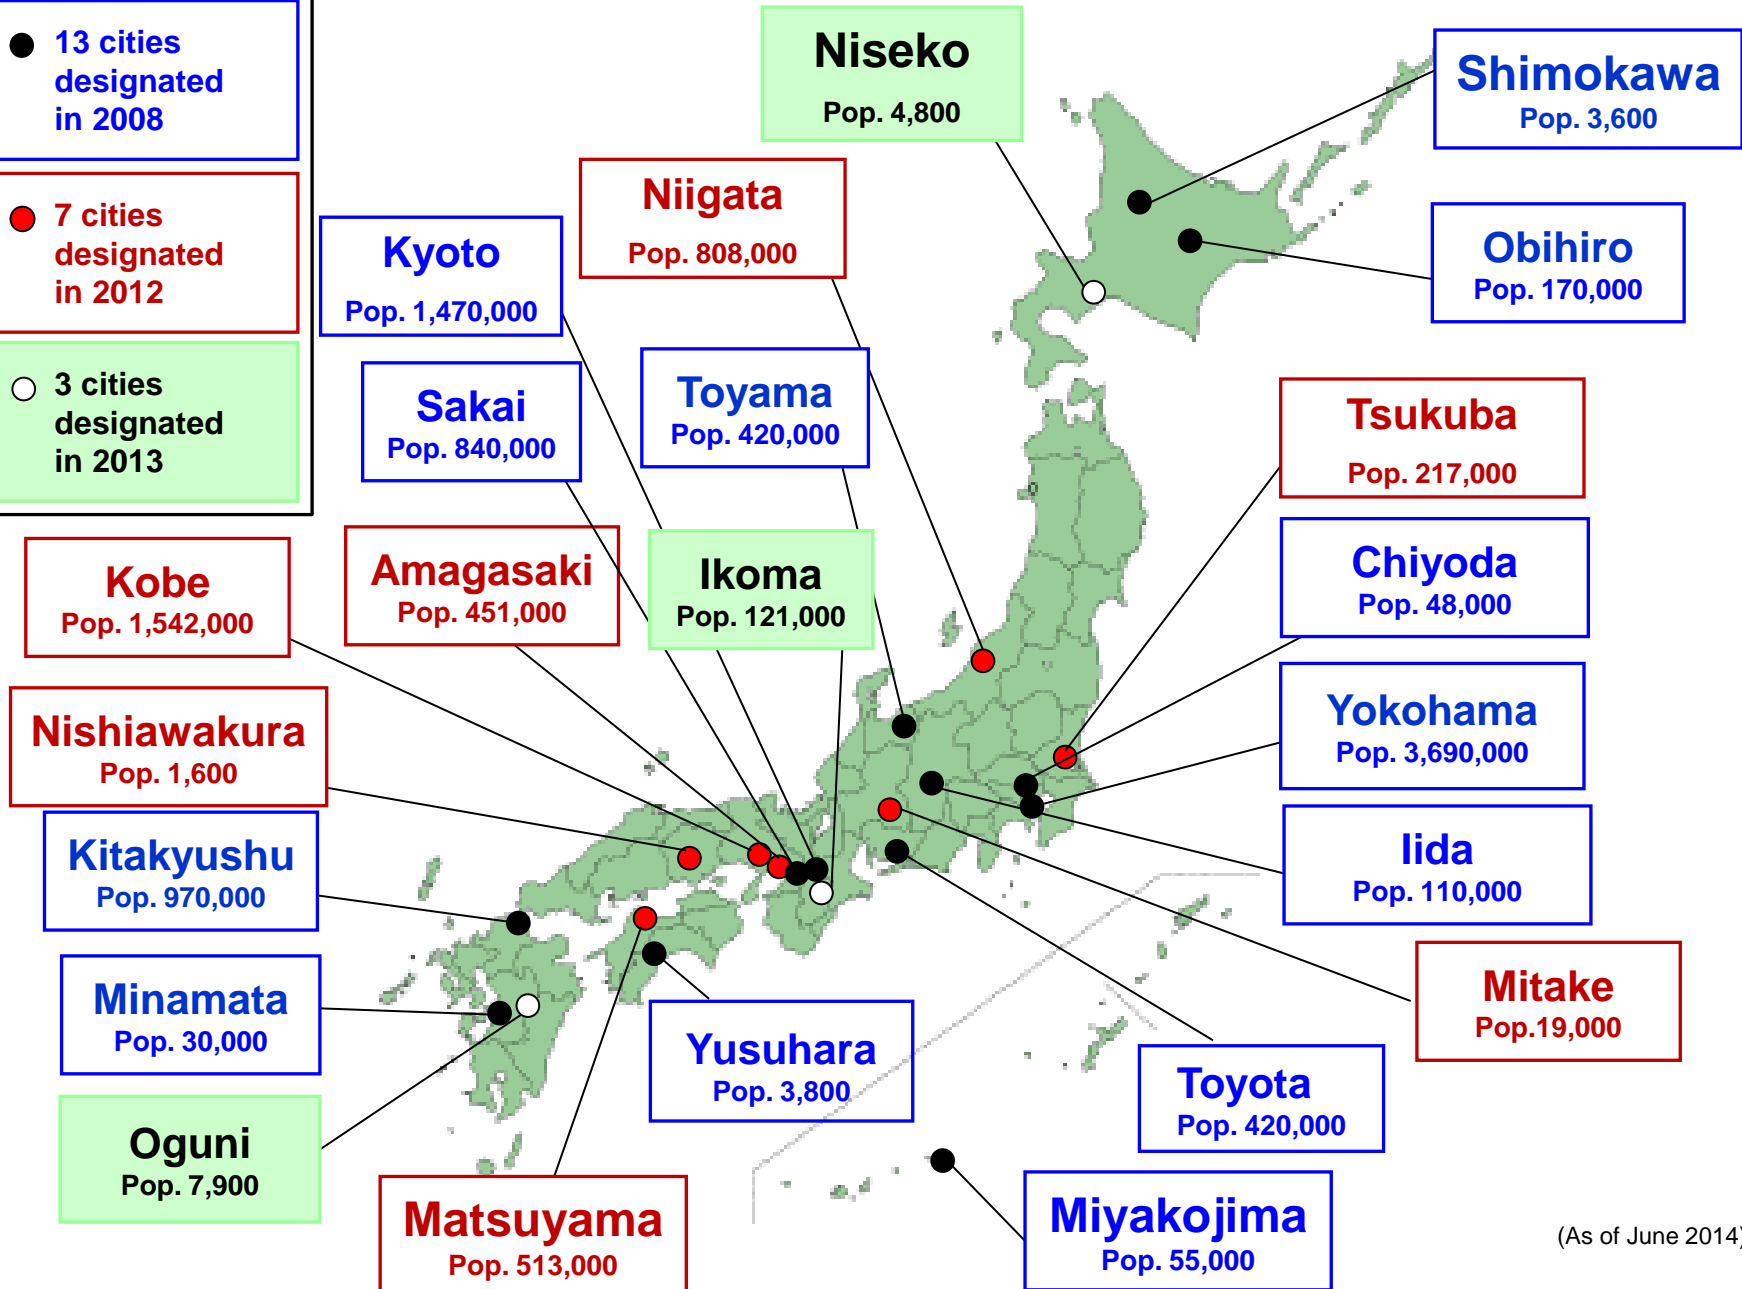 13 cities
designated
in 2008
7 cities
designated
in 2012
3 cities
designated
in 2013
Niseko
Pop. 4,800
Shimokawa
Pop. 3,600
Niigata
Pop. 808,000
Kyoto
Pop. 1,470,000
Obihiro
Pop. 170,000
Sakai
Pop. 840,000
Toyama
Pop. 420,000
Tsukuba
Pop. 217,000
Kobe
Pop. 1,542,000
Amagasaki
Pop. 451,000
Ikoma
Pop. 121,000
Chiyoda
Pop. 48,000
Nishiawakura
Pop. 1,600
Yokohama
Pop. 3,690,000
Kitakyushu
Pop. 970,000
Iida
Pop. 110,000
Minamata
Pop. 30,000
Mitake
Pop.19,000
Yusuhara
Pop. 3,800
Toyota
Pop. 420,000
Oguni
Pop. 7,900
Matsuyama
Pop. 513,000
Miyakojima
Pop. 55,000
(As of June 2014)